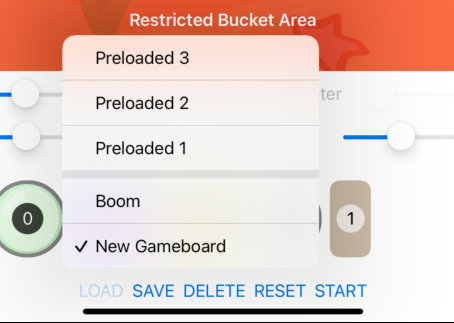 Restricted Bucket Area
Preloaded 3
Preloaded 2
ter
Preloaded 1
Boom
0
1
New Gameboard
LOAD SAVE DELETE RESET START